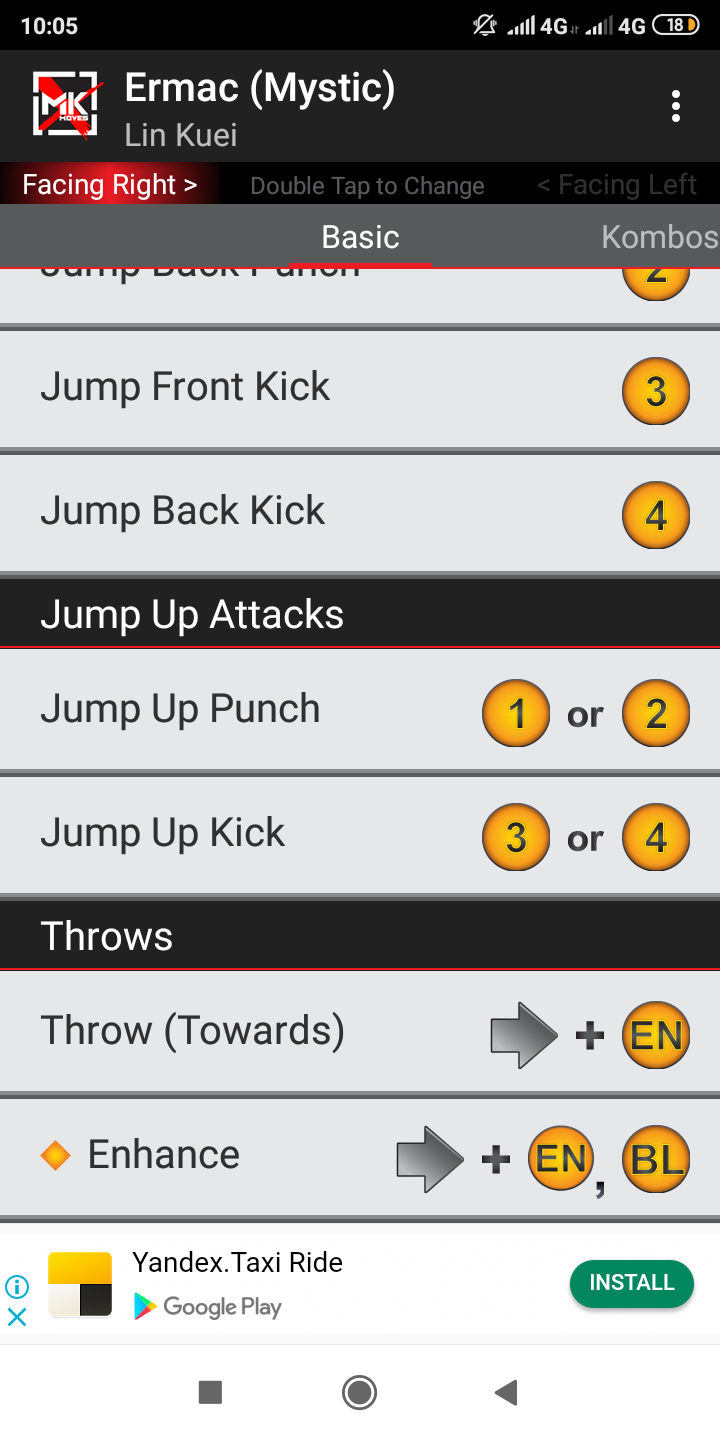 10:05
4G 4G 18
MK
MOVES
Ermac (Mystic)
Lin Kuei
Facing Right > Double Tap to Change < Facing Left
Basic Kombos
Jump Back Punch 2
Jump Front Kick 3
Jump Back Kick 4
Jump Up Attacks
Jump Up Punch 1 or 2
Jump Up Kick 3 or 4
Throws
Throw (Towards) + EN
Enhance + EN , BL
Yandex.Taxi Ride
Google Play
INSTALL